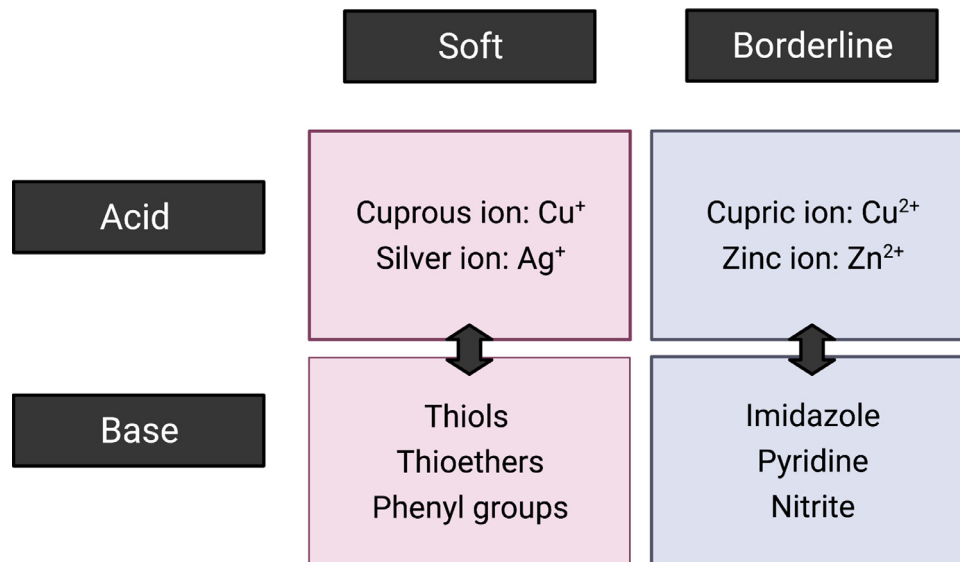 Soft
Borderline
Acid
Cuprous ion: Cu⁺
Silver ion: Ag⁺
Cupric ion: Cu²⁺
Zinc ion: Zn²⁺
Base
Thiols
Thioethers
Phenyl groups
Imidazole
Pyridine
Nitrite